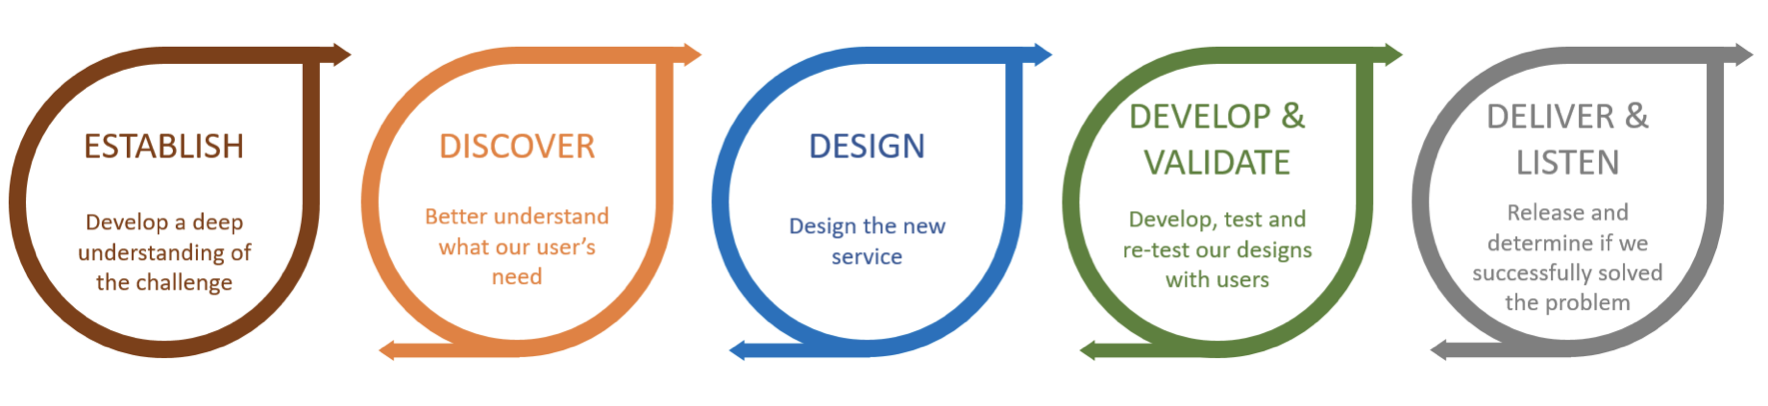 ESTABLISH
Develop a deep
understanding of
the challenge
DISCOVER
Better understand
what our user’s
need
DESIGN
Design the new
service
DEVELOP &
VALIDATE
Develop, test and
re-test our designs
with users
DELIVER &
LISTEN
Release and
determine if we
successfully solved
the problem